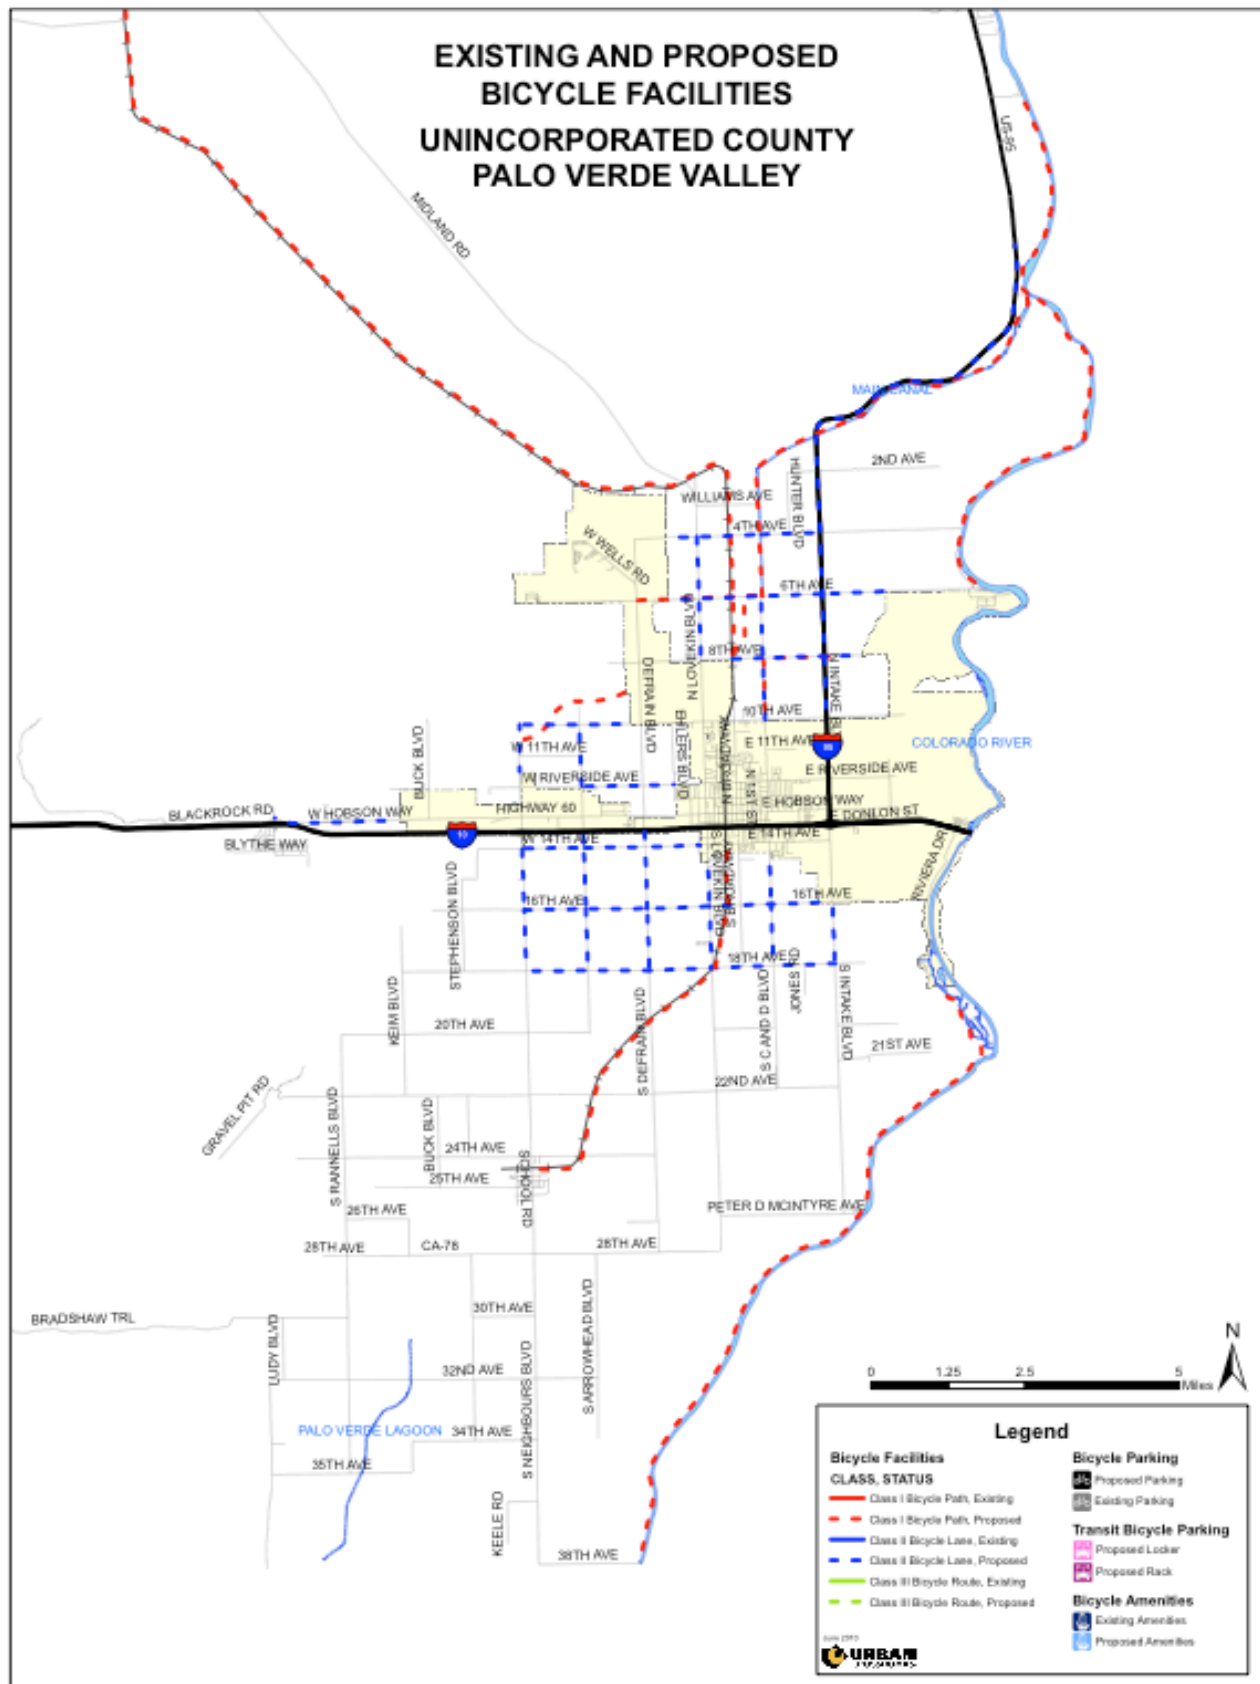 EXISTING AND PROPOSED
BICYCLE FACILITIES
UNINCORPORATED COUNTY
PALO VERDE VALLEY
US-95
MIDLAND RD
MAIN CANAL
2ND AVE
HUNTER BLVD
WILLIAMS AVE
4TH AVE
W WELLS RD
6TH AVE
N LOVEKIN BLVD
8TH AVE
DEFRAIN BLVD
10TH AVE
EHLERS BLVD
W 11TH AVE
E 11TH AVE
95
COLORADO RIVER
BUCK BLVD
N BROADWAY
N 1ST ST
W RIVERSIDE AVE
E RIVERSIDE AVE
BLACKROCK RD
W HOBSON WAY
HIGHWAY 60
E HOBSON WAY
DONLON ST
10
BLYTHE WAY
W 14TH AVE
E 14TH AVE
RIVIERA DR
STEPHENSON BLVD
S LOVEKIN BLVD
16TH AVE
16TH AVE
18TH AVE
KEIM BLVD
S DEFRAIN BLVD
S C AND D BLVD
JONES RD
S INTAKE BLVD
20TH AVE
21ST AVE
22ND AVE
GRAVEL PIT RD
S RANNELLS BLVD
BUCK BLVD
24TH AVE
25TH AVE
SCHOOL RD
26TH AVE
PETER D MCINTYRE AVE
28TH AVE
CA-78
28TH AVE
BRADSHAW TRL
30TH AVE
LUDY BLVD
S NEIGHBOURS BLVD
S ARROWHEAD BLVD
32ND AVE
PALO VERDE LAGOON
34TH AVE
35TH AVE
KEELE RD
38TH AVE
N
0 1.25 2.5 5
Miles
Legend
Bicycle Facilities
CLASS, STATUS
Class I Bicycle Path, Existing
Class I Bicycle Path, Proposed
Class II Bicycle Lane, Existing
Class II Bicycle Lane, Proposed
Class III Bicycle Route, Existing
Class III Bicycle Route, Proposed
Bicycle Parking
Proposed Parking
Existing Parking
Transit Bicycle Parking
Proposed Locker
Proposed Rack
Bicycle Amenities
Existing Amenities
Proposed Amenities
URBAN